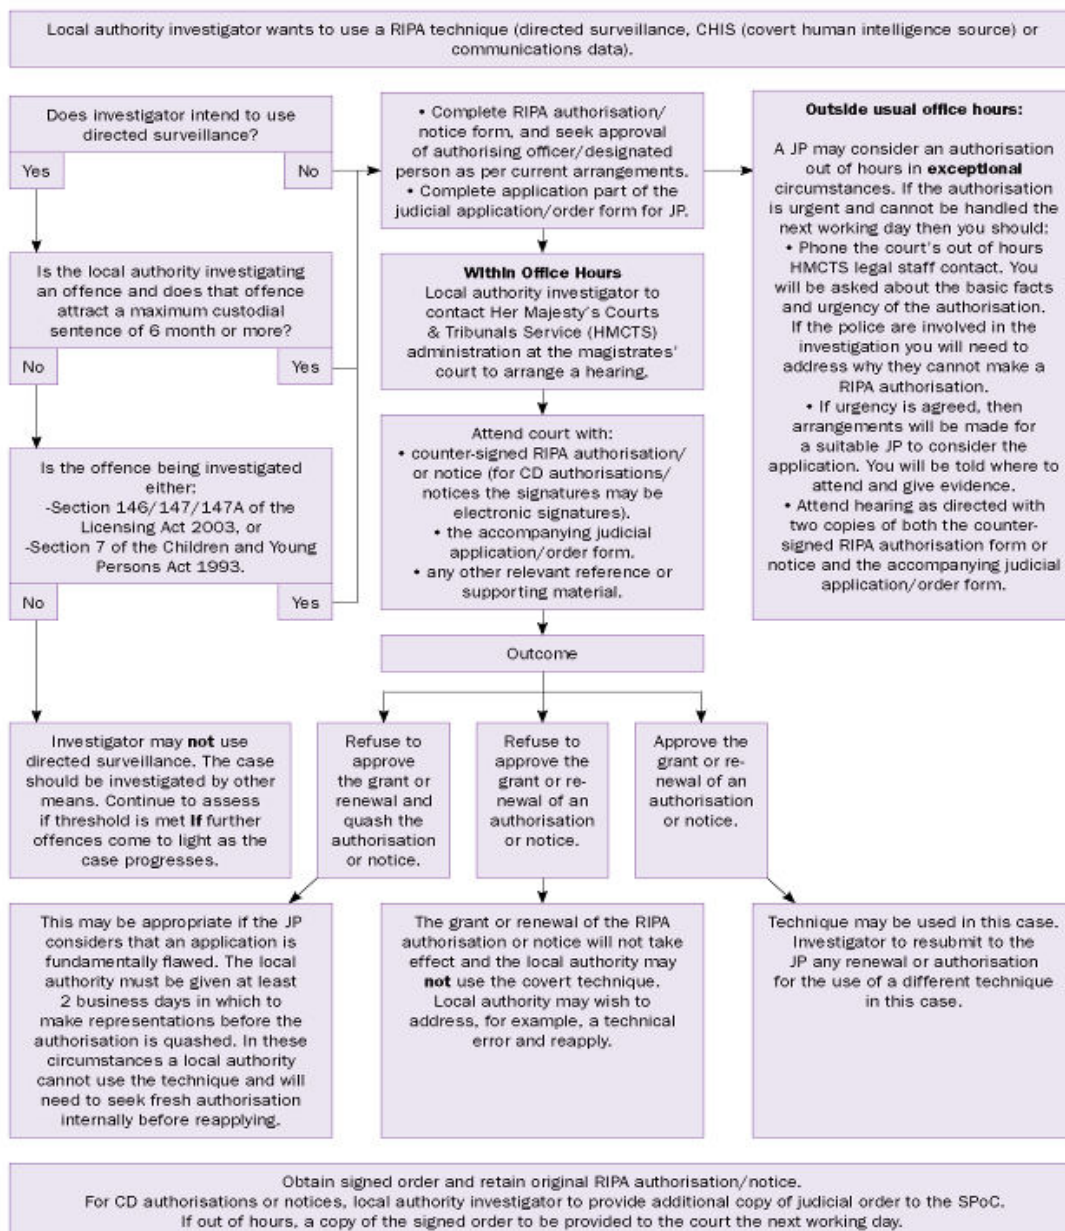 Local authority investigator wants to use a RIPA technique (directed surveillance, CHIS (covert human intelligence source) or
communications data).
Does investigator intend to use
directed surveillance?
Yes
No
Is the local authority investigating
an offence and does that offence
attract a maximum custodial
sentence of 6 month or more?
No
Yes
Is the offence being investigated
either:
-Section 146/147/147A of the
Licensing Act 2003, or
-Section 7 of the Children and Young
Persons Act 1993.
No
Yes
Investigator may not use
directed surveillance. The case
should be investigated by other
means. Continue to assess
if threshold is met if further
offences come to light as the
case progresses.
• Complete RIPA authorisation/
notice form, and seek approval
of authorising officer/designated
person as per current arrangements.
• Complete application part of the
judicial application/order form for JP.
Within Office Hours
Local authority investigator to
contact Her Majesty's Courts
& Tribunals Service (HMCTS)
administration at the magistrates'
court to arrange a hearing.
Attend court with:
• counter-signed RIPA authorisation/
or notice (for CD authorisations/
notices the signatures may be
electronic signatures).
• the accompanying judicial
application/order form.
• any other relevant reference or
supporting material.
Outside usual office hours:
A JP may consider an authorisation
out of hours in exceptional
circumstances. If the authorisation
is urgent and cannot be handled the
next working day then you should:
• Phone the court's out of hours
HMCTS legal staff contact. You
will be asked about the basic facts
and urgency of the authorisation.
If the police are involved in the
investigation you will need to
address why they cannot make a
RIPA authorisation.
• If urgency is agreed, then
arrangements will be made for
a suitable JP to consider the
application. You will be told where to
attend and give evidence.
• Attend hearing as directed with
two copies of both the counter-
signed RIPA authorisation form or
notice and the accompanying judicial
application/order form.
Outcome
Refuse to
approve
the grant or
renewal and
quash the
authorisation
or notice.
Refuse to
approve the
grant or re-
newal of an
authorisation
or notice.
Approve the
grant or re-
newal of an
authorisation
or notice.
This may be appropriate if the JP
considers that an application is
fundamentally flawed. The local
authority must be given at least
2 business days in which to
make representations before the
authorisation is quashed. In these
circumstances a local authority
cannot use the technique and will
need to seek fresh authorisation
internally before reapplying.
The grant or renewal of the RIPA
authorisation or notice will not take
effect and the local authority may
not use the covert technique.
Local authority may wish to
address, for example, a technical
error and reapply.
Technique may be used in this case.
Investigator to resubmit to the
JP any renewal or authorisation
for the use of a different technique
in this case.
Obtain signed order and retain original RIPA authorisation/notice.
For CD authorisations or notices, local authority investigator to provide additional copy of judicial order to the SPoC.
If out of hours, a copy of the signed order to be provided to the court the next working day.